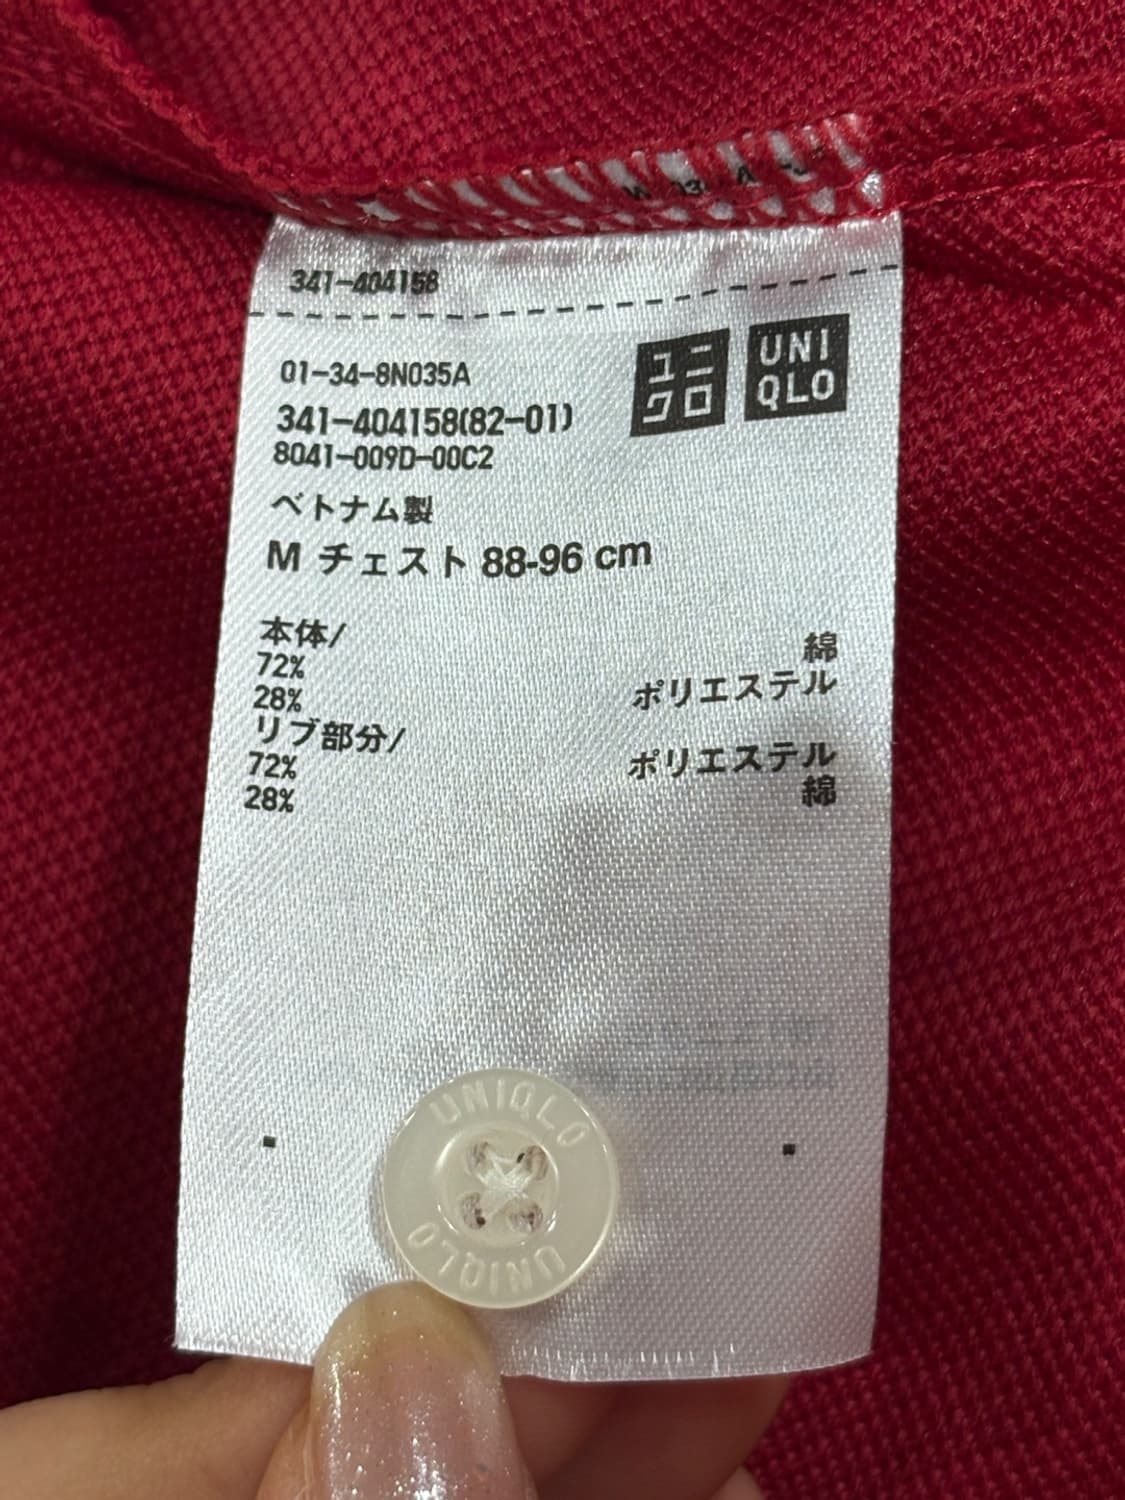 341-404158
ユニ
クロ
UNI
QLO
01-34-8N035A
341-404158(82-01)
8041-009D-00C2
ベトナム製
M チェスト 88-96 cm
本体/
72% 綿
28% ポリエステル
リブ部分/
72% ポリエステル
28% 綿
UNIQLO
UNIQLO